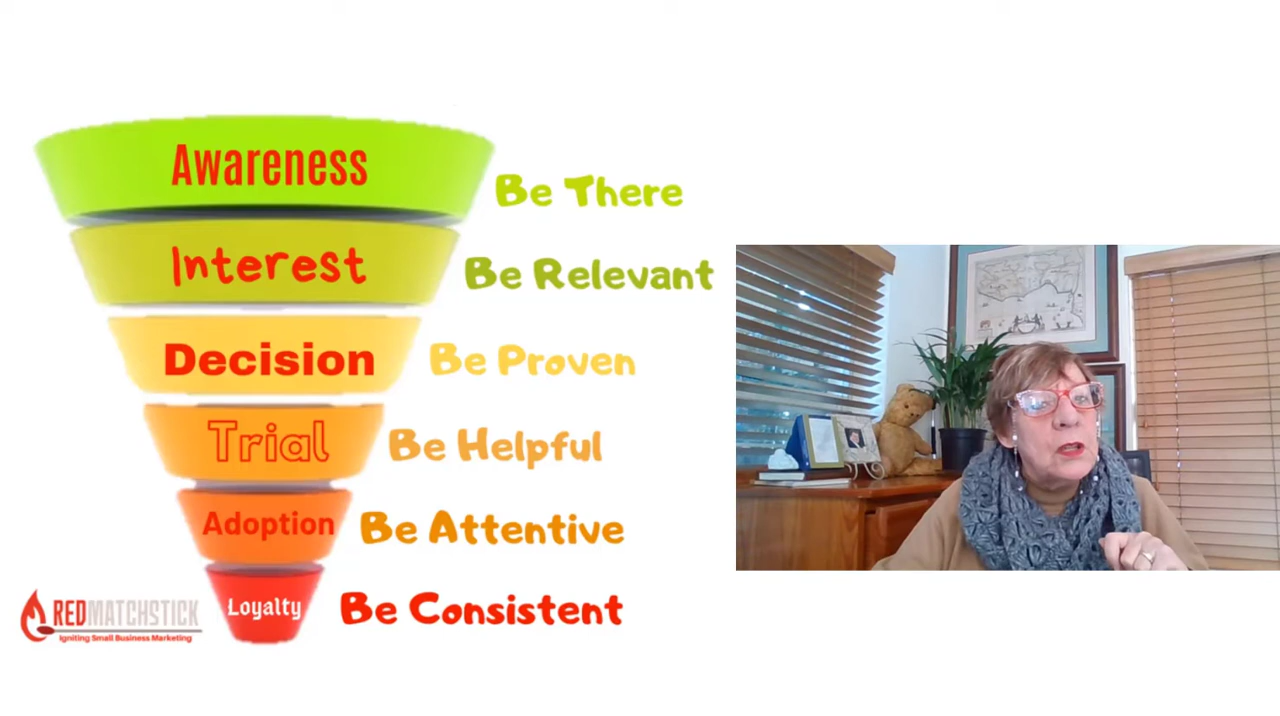 Awareness
Be There
Interest
Be Relevant
Decision
Be Proven
Trial
Be Helpful
Adoption
Be Attentive
Loyalty
Be Consistent
REDMATCHSTICK
Igniting Small Business Marketing